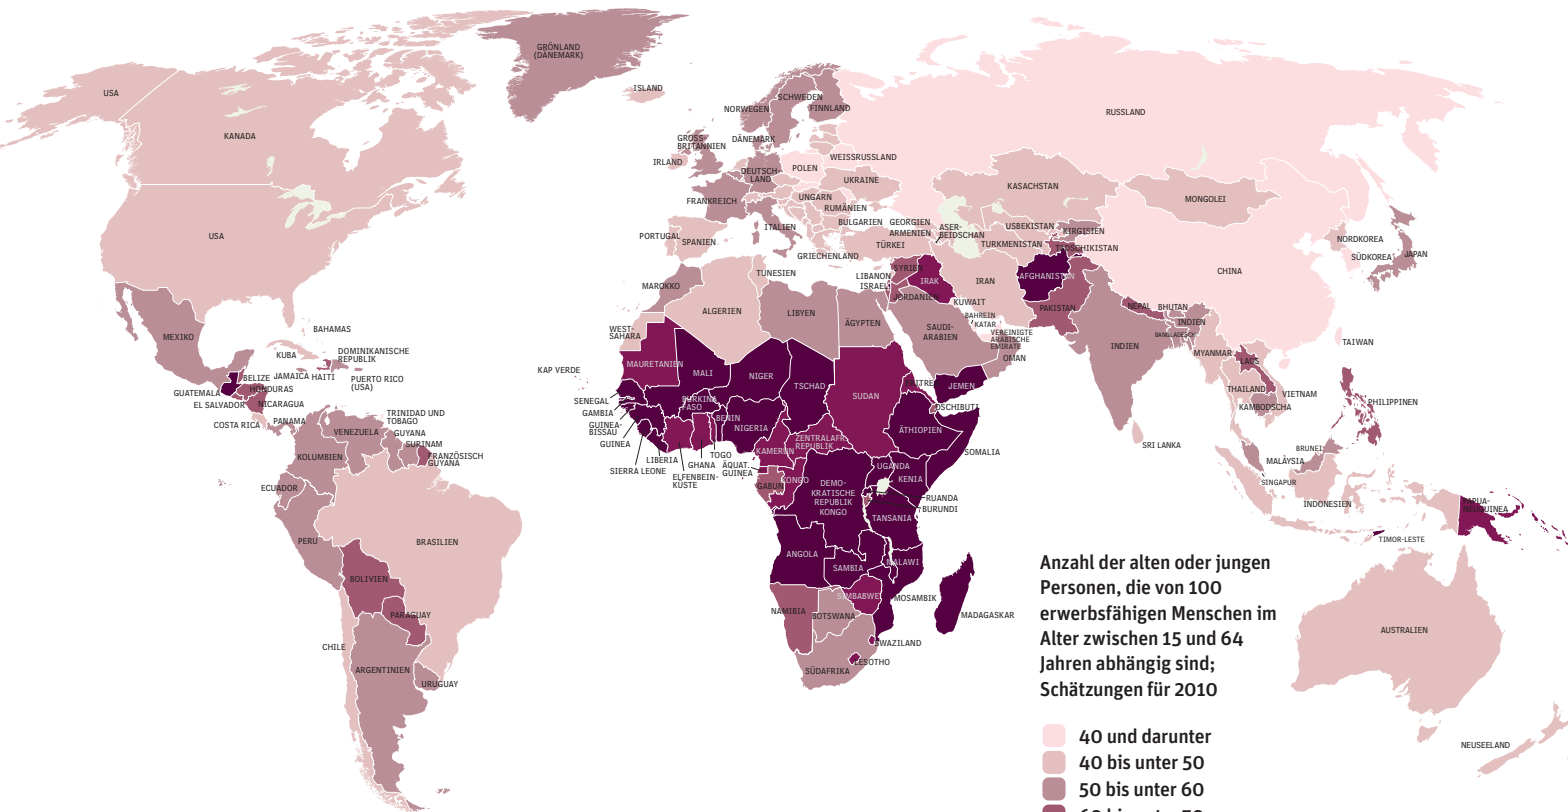 GRÖNLAND
(DÄNEMARK)
USA
KANADA
USA
MEXIKO
BAHAMAS
KUBA
DOMINIKANISCHE
REPUBLIK
BELIZE
JAMAICA
HAITI
PUERTO RICO
(USA)
GUATEMALA
HONDURAS
EL SALVADOR
NICARAGUA
COSTA RICA
PANAMA
TRINIDAD UND
TOBAGO
VENEZUELA
GUYANA
SURINAM
FRANZÖSISCH
GUYANA
KOLUMBIEN
ECUADOR
PERU
BRASILIEN
BOLIVIEN
PARAGUAY
CHILE
ARGENTINIEN
URUGUAY
ISLAND
NORWEGEN
SCHWEDEN
FINNLAND
GROSS-
BRITANNIEN
DÄNEMARK
IRLAND
DEUTSCH-
LAND
POLEN
WEISSRUSSLAND
UKRAINE
FRANKREICH
UNGARN
RUMÄNIEN
BULGARIEN
ITALIEN
PORTUGAL
SPANIEN
GRIECHENLAND
TÜRKEI
GEORGIEN
ARMENIEN
ASER-
BEIDSCHAN
RUSSLAND
KASACHSTAN
MONGOLEI
USBEKISTAN
KIRGISIEN
TURKMENISTAN
TADSCHIKISTAN
NORDKOREA
SÜDKOREA
JAPAN
CHINA
TAIWAN
TUNESIEN
MAROKKO
ALGERIEN
LIBYEN
ÄGYPTEN
WEST-
SAHARA
LIBANON
ISRAEL
SYRIEN
IRAK
JORDANIEN
IRAN
KUWAIT
BAHREIN
KATAR
VEREINIGTE
ARABISCHE
EMIRATE
SAUDI-
ARABIEN
OMAN
JEMEN
AFGHANISTAN
PAKISTAN
NEPAL
BHUTAN
INDIEN
BANGLADESCH
INDIEN
MYANMAR
LAOS
THAILAND
VIETNAM
KAMBODSCHA
PHILIPPINEN
SRI LANKA
BRUNEI
MALAYSIA
SINGAPUR
INDONESIEN
PAPUA-
NEUGUINEA
TIMOR-LESTE
AUSTRALIEN
NEUSEELAND
KAP VERDE
MAURETANIEN
MALI
NIGER
TSCHAD
SUDAN
ERITREA
DSCHIBUTI
SENEGAL
GAMBIA
GUINEA-
BISSAU
GUINEA
SIERRA LEONE
LIBERIA
ELFENBEIN-
KÜSTE
BURKINA
FASO
GHANA
TOGO
BENIN
NIGERIA
ÄQUAT.
GUINEA
KAMERUN
ZENTRALAFR.
REPUBLIK
ÄTHIOPIEN
SOMALIA
GABUN
KONGO
DEMO-
KRATISCHE
REPUBLIK
KONGO
UGANDA
KENIA
RUANDA
BURUNDI
TANSANIA
ANGOLA
SAMBIA
MALAWI
SIMBABWE
MOSAMBIK
MADAGASKAR
NAMIBIA
BOTSWANA
SWAZILAND
LESOTHO
SÜDAFRIKA
Anzahl der alten oder jungen
Personen, die von 100
erwerbsfähigen Menschen im
Alter zwischen 15 und 64
Jahren abhängig sind;
Schätzungen für 2010
40 und darunter
40 bis unter 50
50 bis unter 60